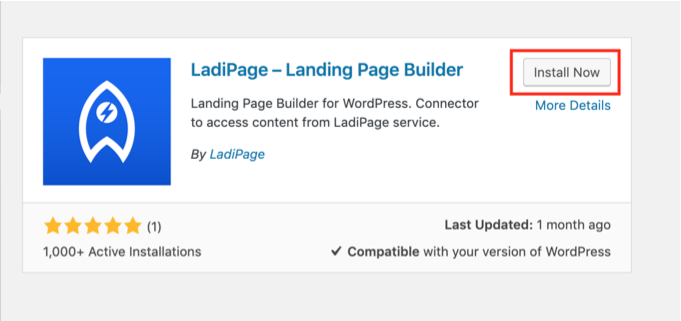 LadiPage – Landing Page Builder
Install Now
Landing Page Builder for WordPress. Connector
to access content from LadiPage service.
More Details
By LadiPage
(1)
Last Updated: 1 month ago
1,000+ Active Installations
Compatible with your version of WordPress